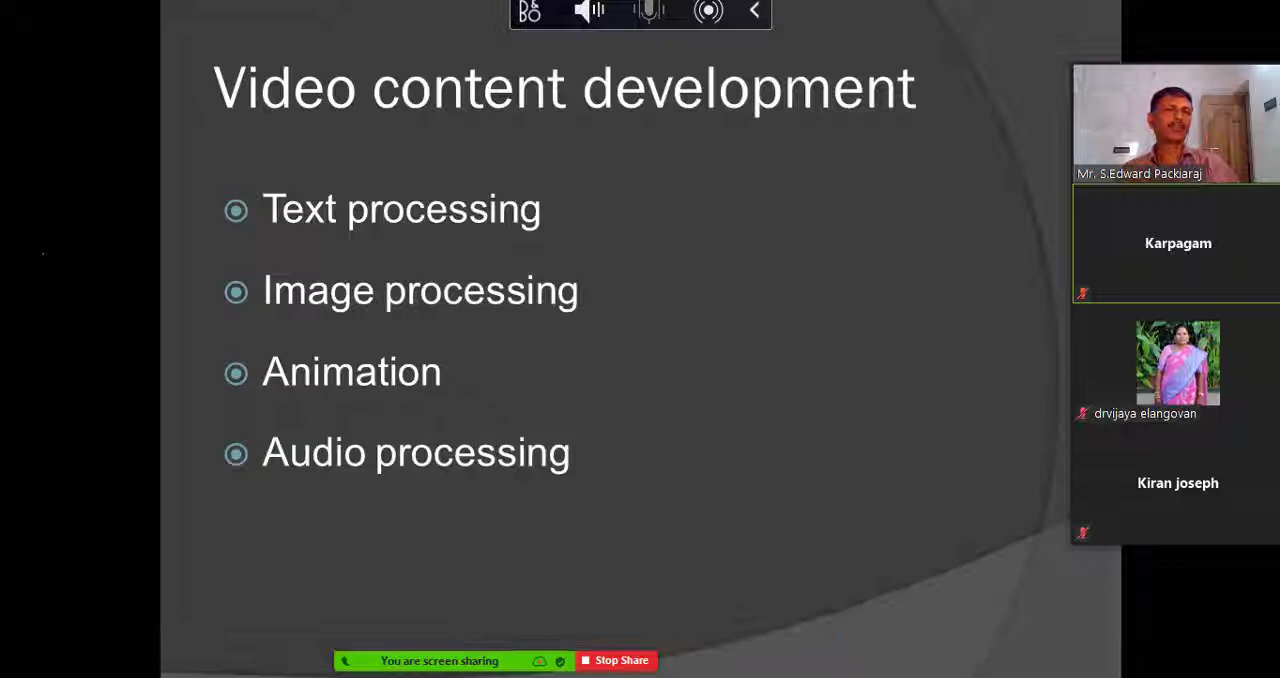 B&O
Video content development
Text processing
Image processing
Animation
Audio processing
Mr. S.Edward Packiaraj
Karpagam
drvijaya elangovan
Kiran joseph
You are screen sharing
Stop Share